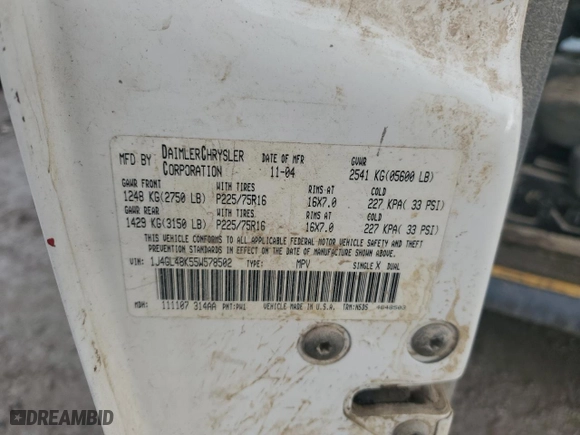 MFD BY DAIMLERCHRYSLER CORPORATION DATE OF MFR 11-04 GVWR 2541 KG(05600 LB)
GAWR FRONT WITH TIRES RIMS AT COLD
1248 KG(2750 LB) P225/75R16 16X7.0 227 KPA( 33 PSI)
GAWR REAR WITH TIRES RIMS AT COLD
1429 KG(3150 LB) P225/75R16 16X7.0 227 KPA( 33 PSI)
THIS VEHICLE CONFORMS TO ALL APPLICABLE FEDERAL MOTOR VEHICLE SAFETY AND THEFT
PREVENTION STANDARDS IN EFFECT ON THE DATE OF MANUFACTURE SHOWN ABOVE.
VIN: 1J4GL48K55W578502 TYPE: MPV SINGLE X DUAL
MDH: 111107 314AA PNT:PW1 VEHICLE MADE IN U.S.A. TRM:NSDS
DREAMBID